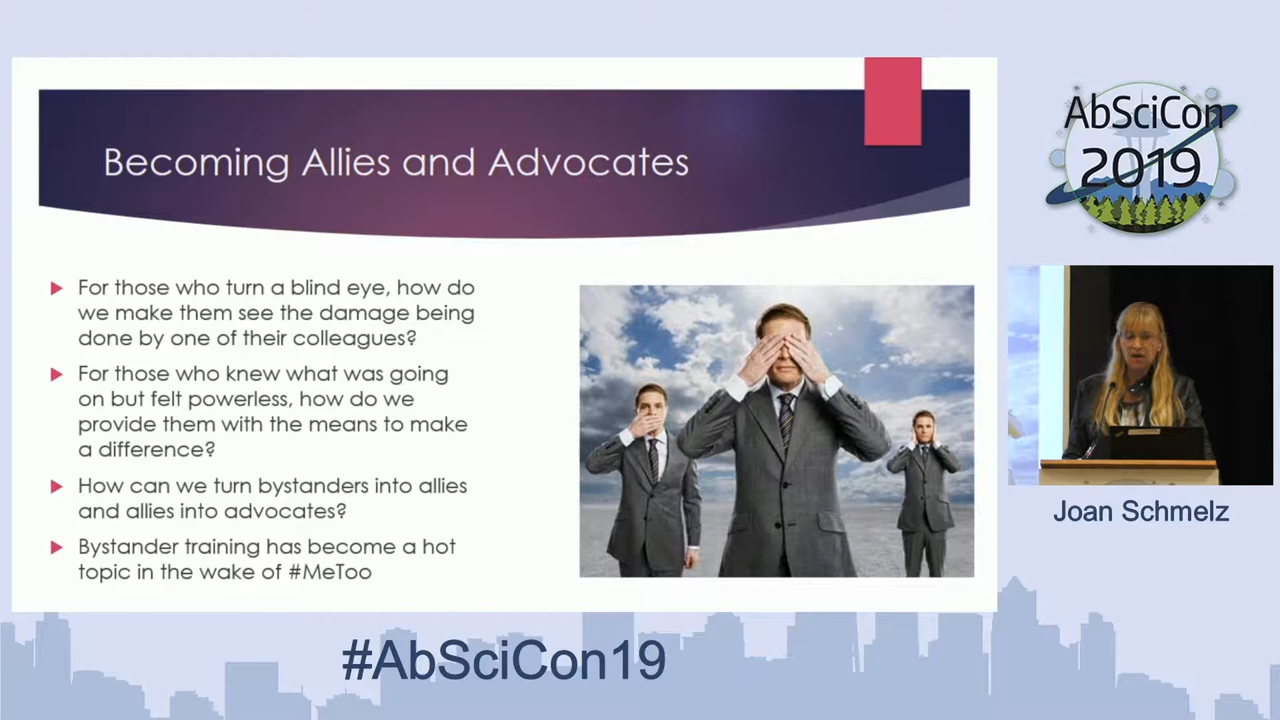 Becoming Allies and Advocates
For those who turn a blind eye, how do
we make them see the damage being
done by one of their colleagues?
For those who knew what was going
on but felt powerless, how do we
provide them with the means to make
a difference?
How can we turn bystanders into allies
and allies into advocates?
Bystander training has become a hot
topic in the wake of #MeToo
AbSciCon
2019
Joan Schmelz
#AbSciCon19